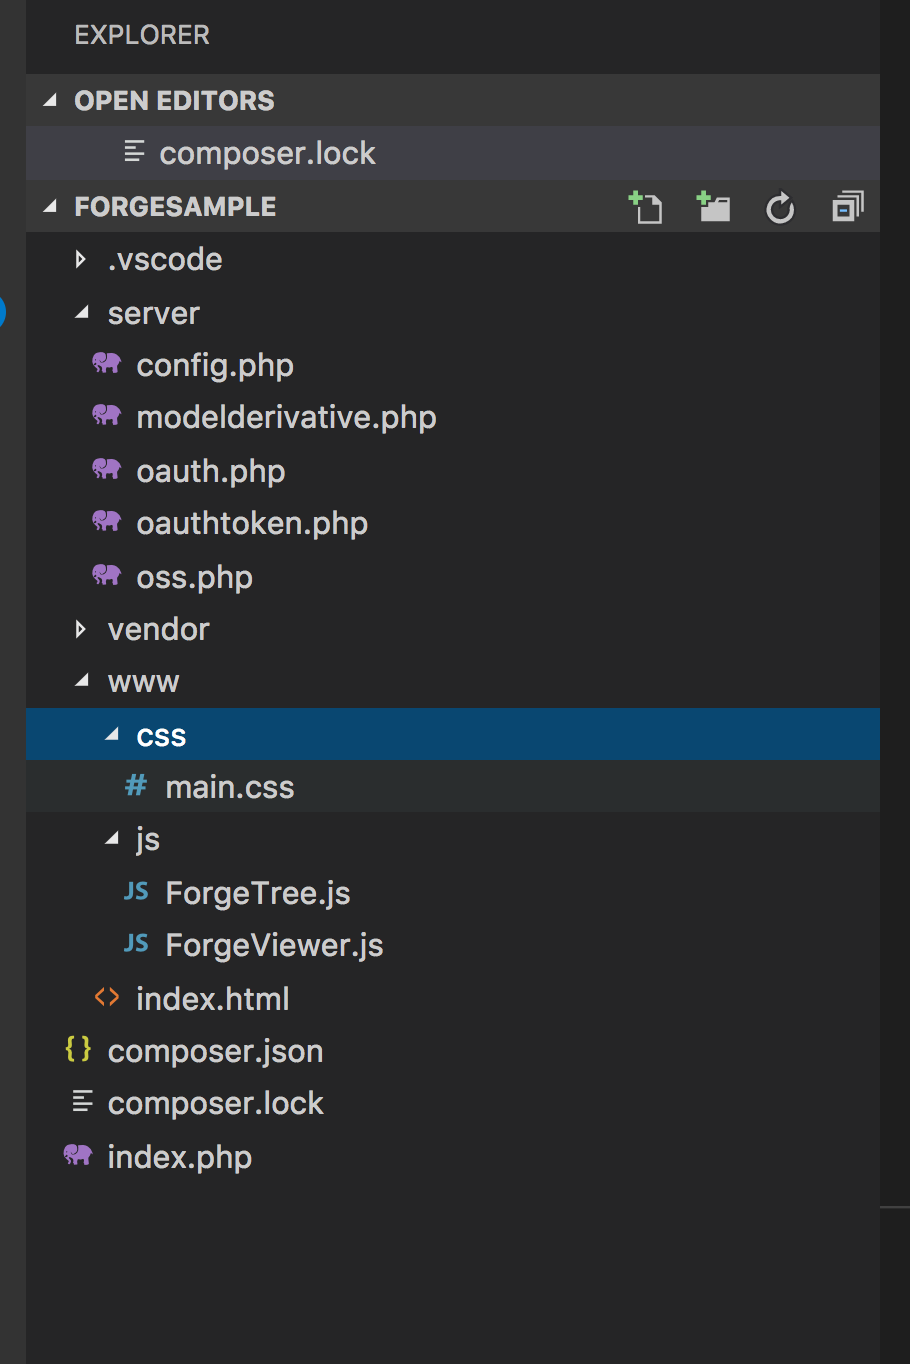 EXPLORER
OPEN EDITORS
composer.lock
FORGESAMPLE
.vscode
server
config.php
modelderivative.php
oauth.php
oauthtoken.php
oss.php
vendor
www
css
# main.css
js
JS ForgeTree.js
JS ForgeViewer.js
<> index.html
{} composer.json
composer.lock
index.php